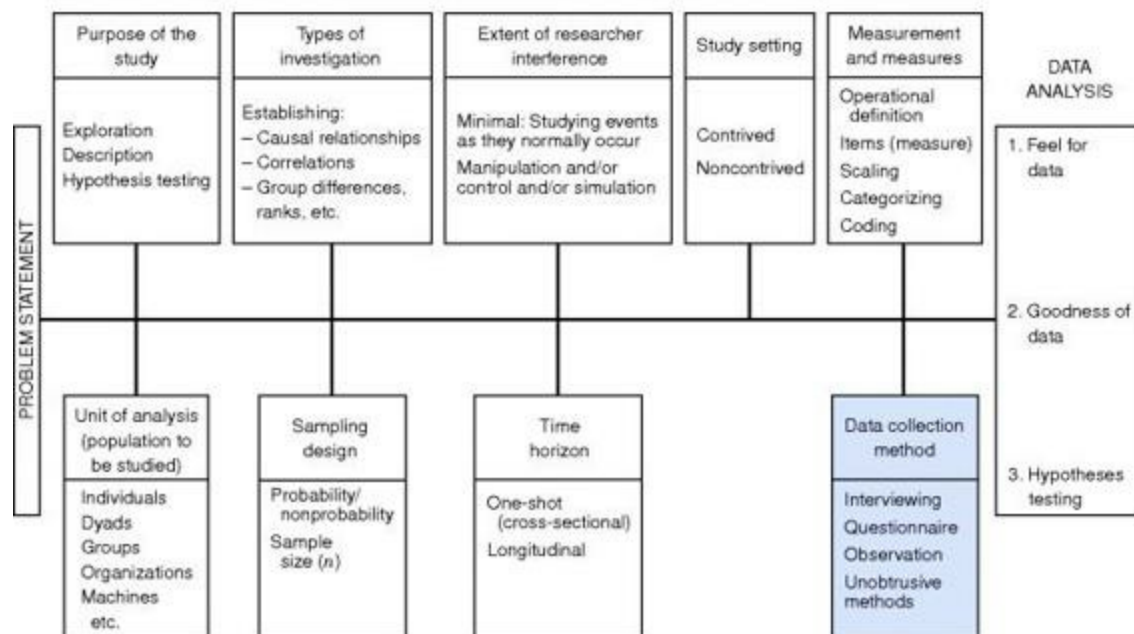 Purpose of the
study
Exploration
Description
Hypothesis testing
Types of
investigation
Establishing:
– Causal relationships
– Correlations
– Group differences,
ranks, etc.
Extent of researcher
interference
Minimal: Studying events
as they normally occur
Manipulation and/or
control and/or simulation
Study setting
Contrived
Noncontrived
Measurement
and measures
Operational
definition
Items (measure)
Scaling
Categorizing
Coding
DATA
ANALYSIS
1. Feel for
data
2. Goodness of
data
3. Hypotheses
testing
PROBLEM STATEMENT
Unit of analysis
(population to
be studied)
Individuals
Dyads
Groups
Organizations
Machines
etc.
Sampling
design
Probability/
nonprobability
Sample
size (n)
Time
horizon
One-shot
(cross-sectional)
Longitudinal
Data collection
method
Interviewing
Questionnaire
Observation
Unobtrusive
methods